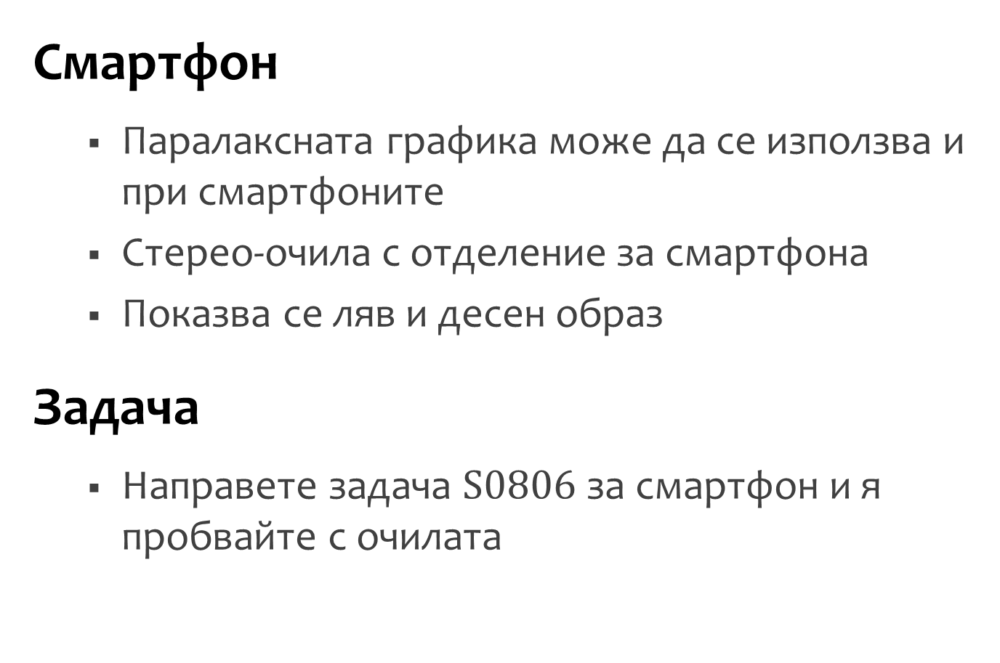 Смартфон
▪ Паралаксната графика може да се използва и
при смартфоните
▪ Стерео-очила с отделение за смартфона
▪ Показва се ляв и десен образ
Задача
▪ Направете задача S0806 за смартфон и я
пробвайте с очилата